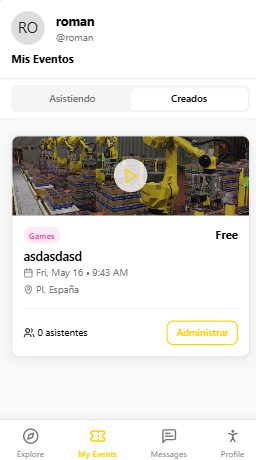 RO
roman
@roman
Mis Eventos
Asistiendo
Creados
Games
Free
asdasdasd
Fri, May 16 • 9:43 AM
Pl. España
0 asistentes
Administrar
Explore
My Events
Messages
Profile